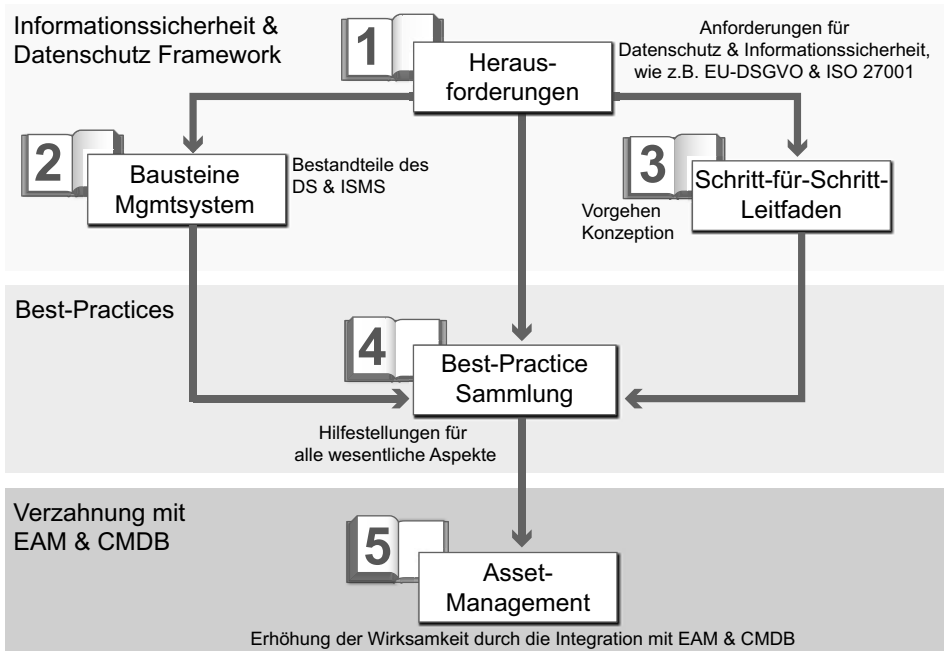 Informationssicherheit &
Datenschutz Framework
1
Heraus-
forderungen
Anforderungen für
Datenschutz & Informationssicherheit,
wie z.B. EU-DSGVO & ISO 27001
2
Bausteine
Mgmtsystem
Bestandteile des
DS & ISMS
3
Schritt-für-Schritt-
Leitfaden
Vorgehen
Konzeption
Best-Practices
4
Best-Practice
Sammlung
Hilfestellungen für
alle wesentliche Aspekte
Verzahnung mit
EAM & CMDB
5
Asset-
Management
Erhöhung der Wirksamkeit durch die Integration mit EAM & CMDB